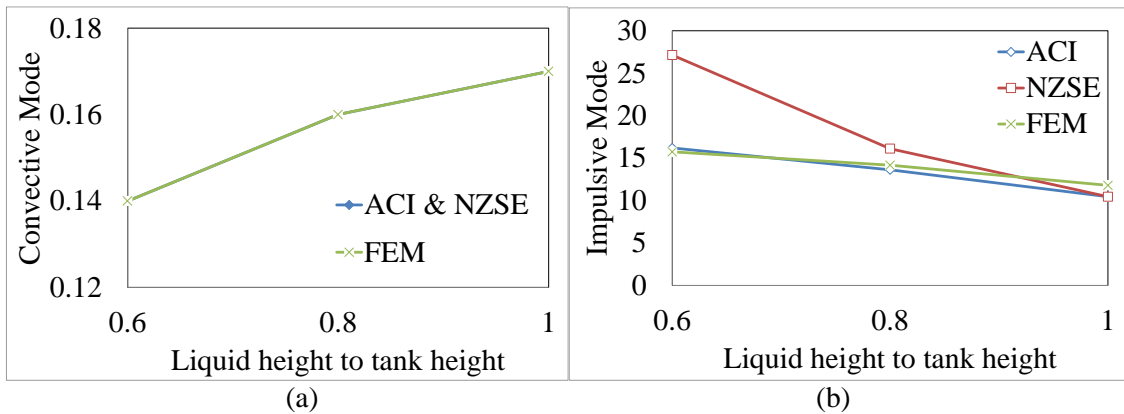 Convective Mode
0.18
0.16
0.14
0.12
ACI & NZSE
FEM
0.6
0.8
1
Liquid height to tank height
(a)
Impulsive Mode
30
25
20
15
10
5
0
ACI
NZSE
FEM
0.6
0.8
1
Liquid height to tank height
(b)